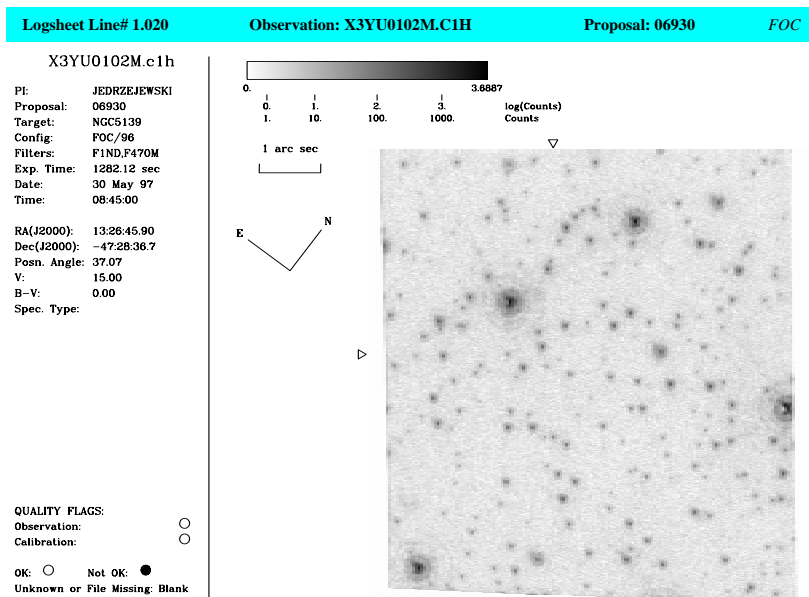 Logsheet Line# 1.020 Observation: X3YU0102M.C1H Proposal: 06930 FOC
X3YU0102M.c1h
PI: JEDRZEJEWSKI
Proposal: 06930
Target: NGC5139
Config: FOC/96
Filters: F1ND,F470M
Exp. Time: 1282.12 sec
Date: 30 May 97
Time: 08:45:00
RA(J2000): 13:26:45.90
Dec(J2000): -47:28:36.7
Posn. Angle: 37.07
V: 15.00
B-V: 0.00
Spec. Type:
QUALITY FLAGS:
Observation:
Calibration:
OK: Not OK:
Unknown or File Missing: Blank
0. 3.6887
0. 1. 2. 3. log(Counts)
1. 10. 100. 1000. Counts
1 arc sec
N
E